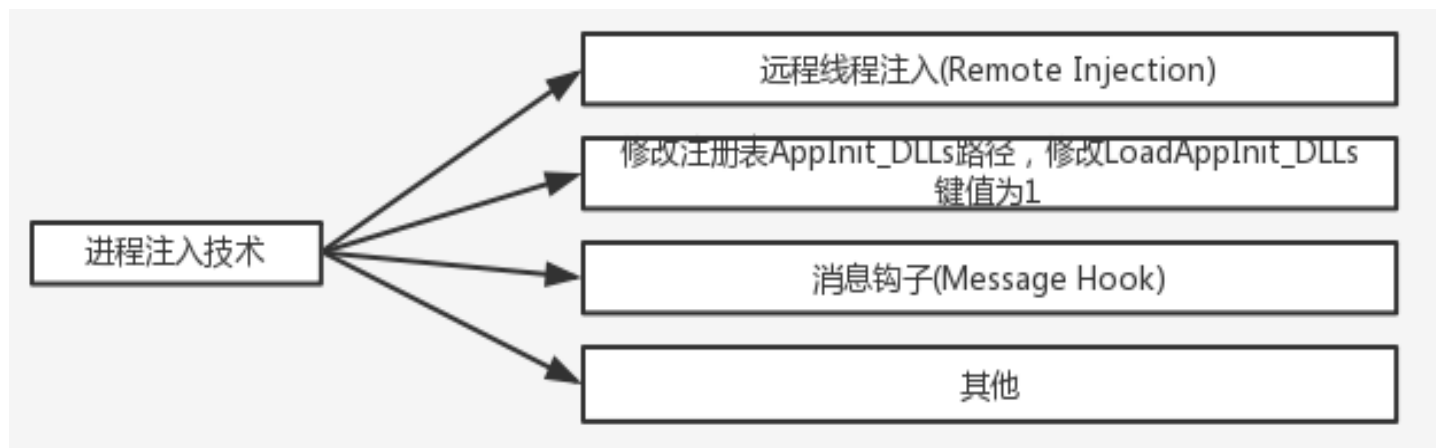 远程线程注入(Remote Injection)
修改注册表AppInit_DLLs路径，修改LoadAppInit_DLLs
键值为1
进程注入技术
消息钩子(Message Hook)
其他